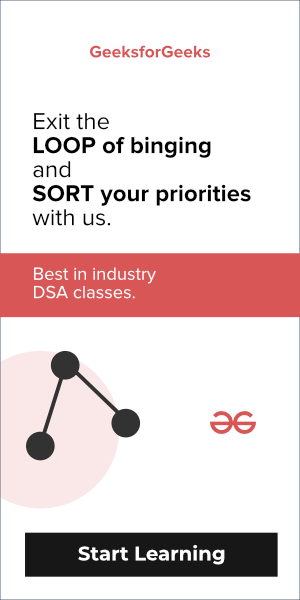 GeeksforGeeks
Exit the
LOOP of binging
and
SORT your priorities
with us.
Best in industry
DSA classes.
Start Learning